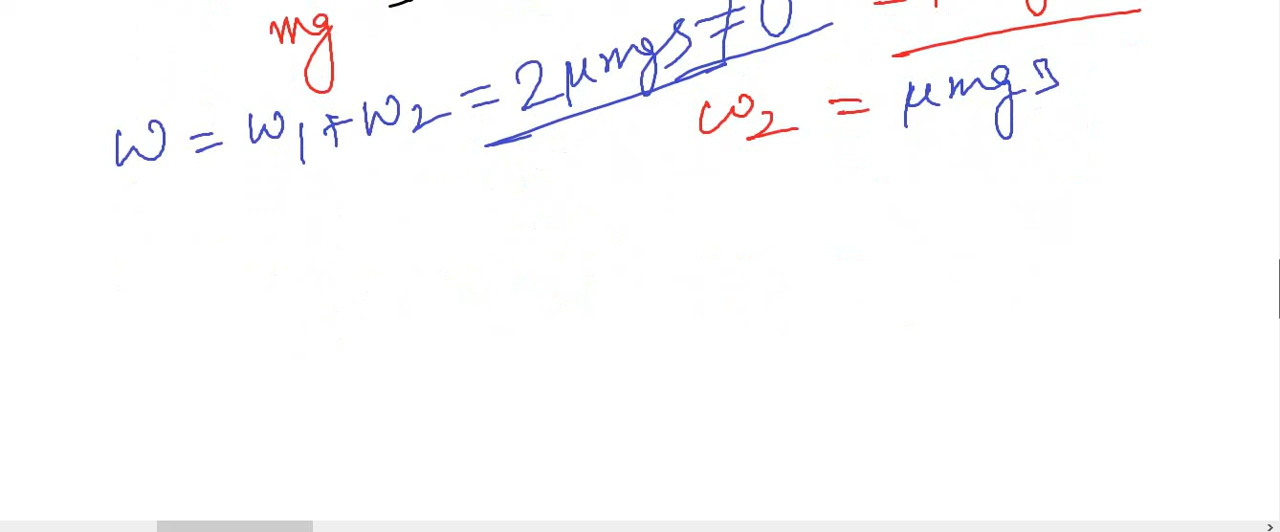 mg
W = W1 + W2 = 2μmgs ≠ 0
W2 = μmgs